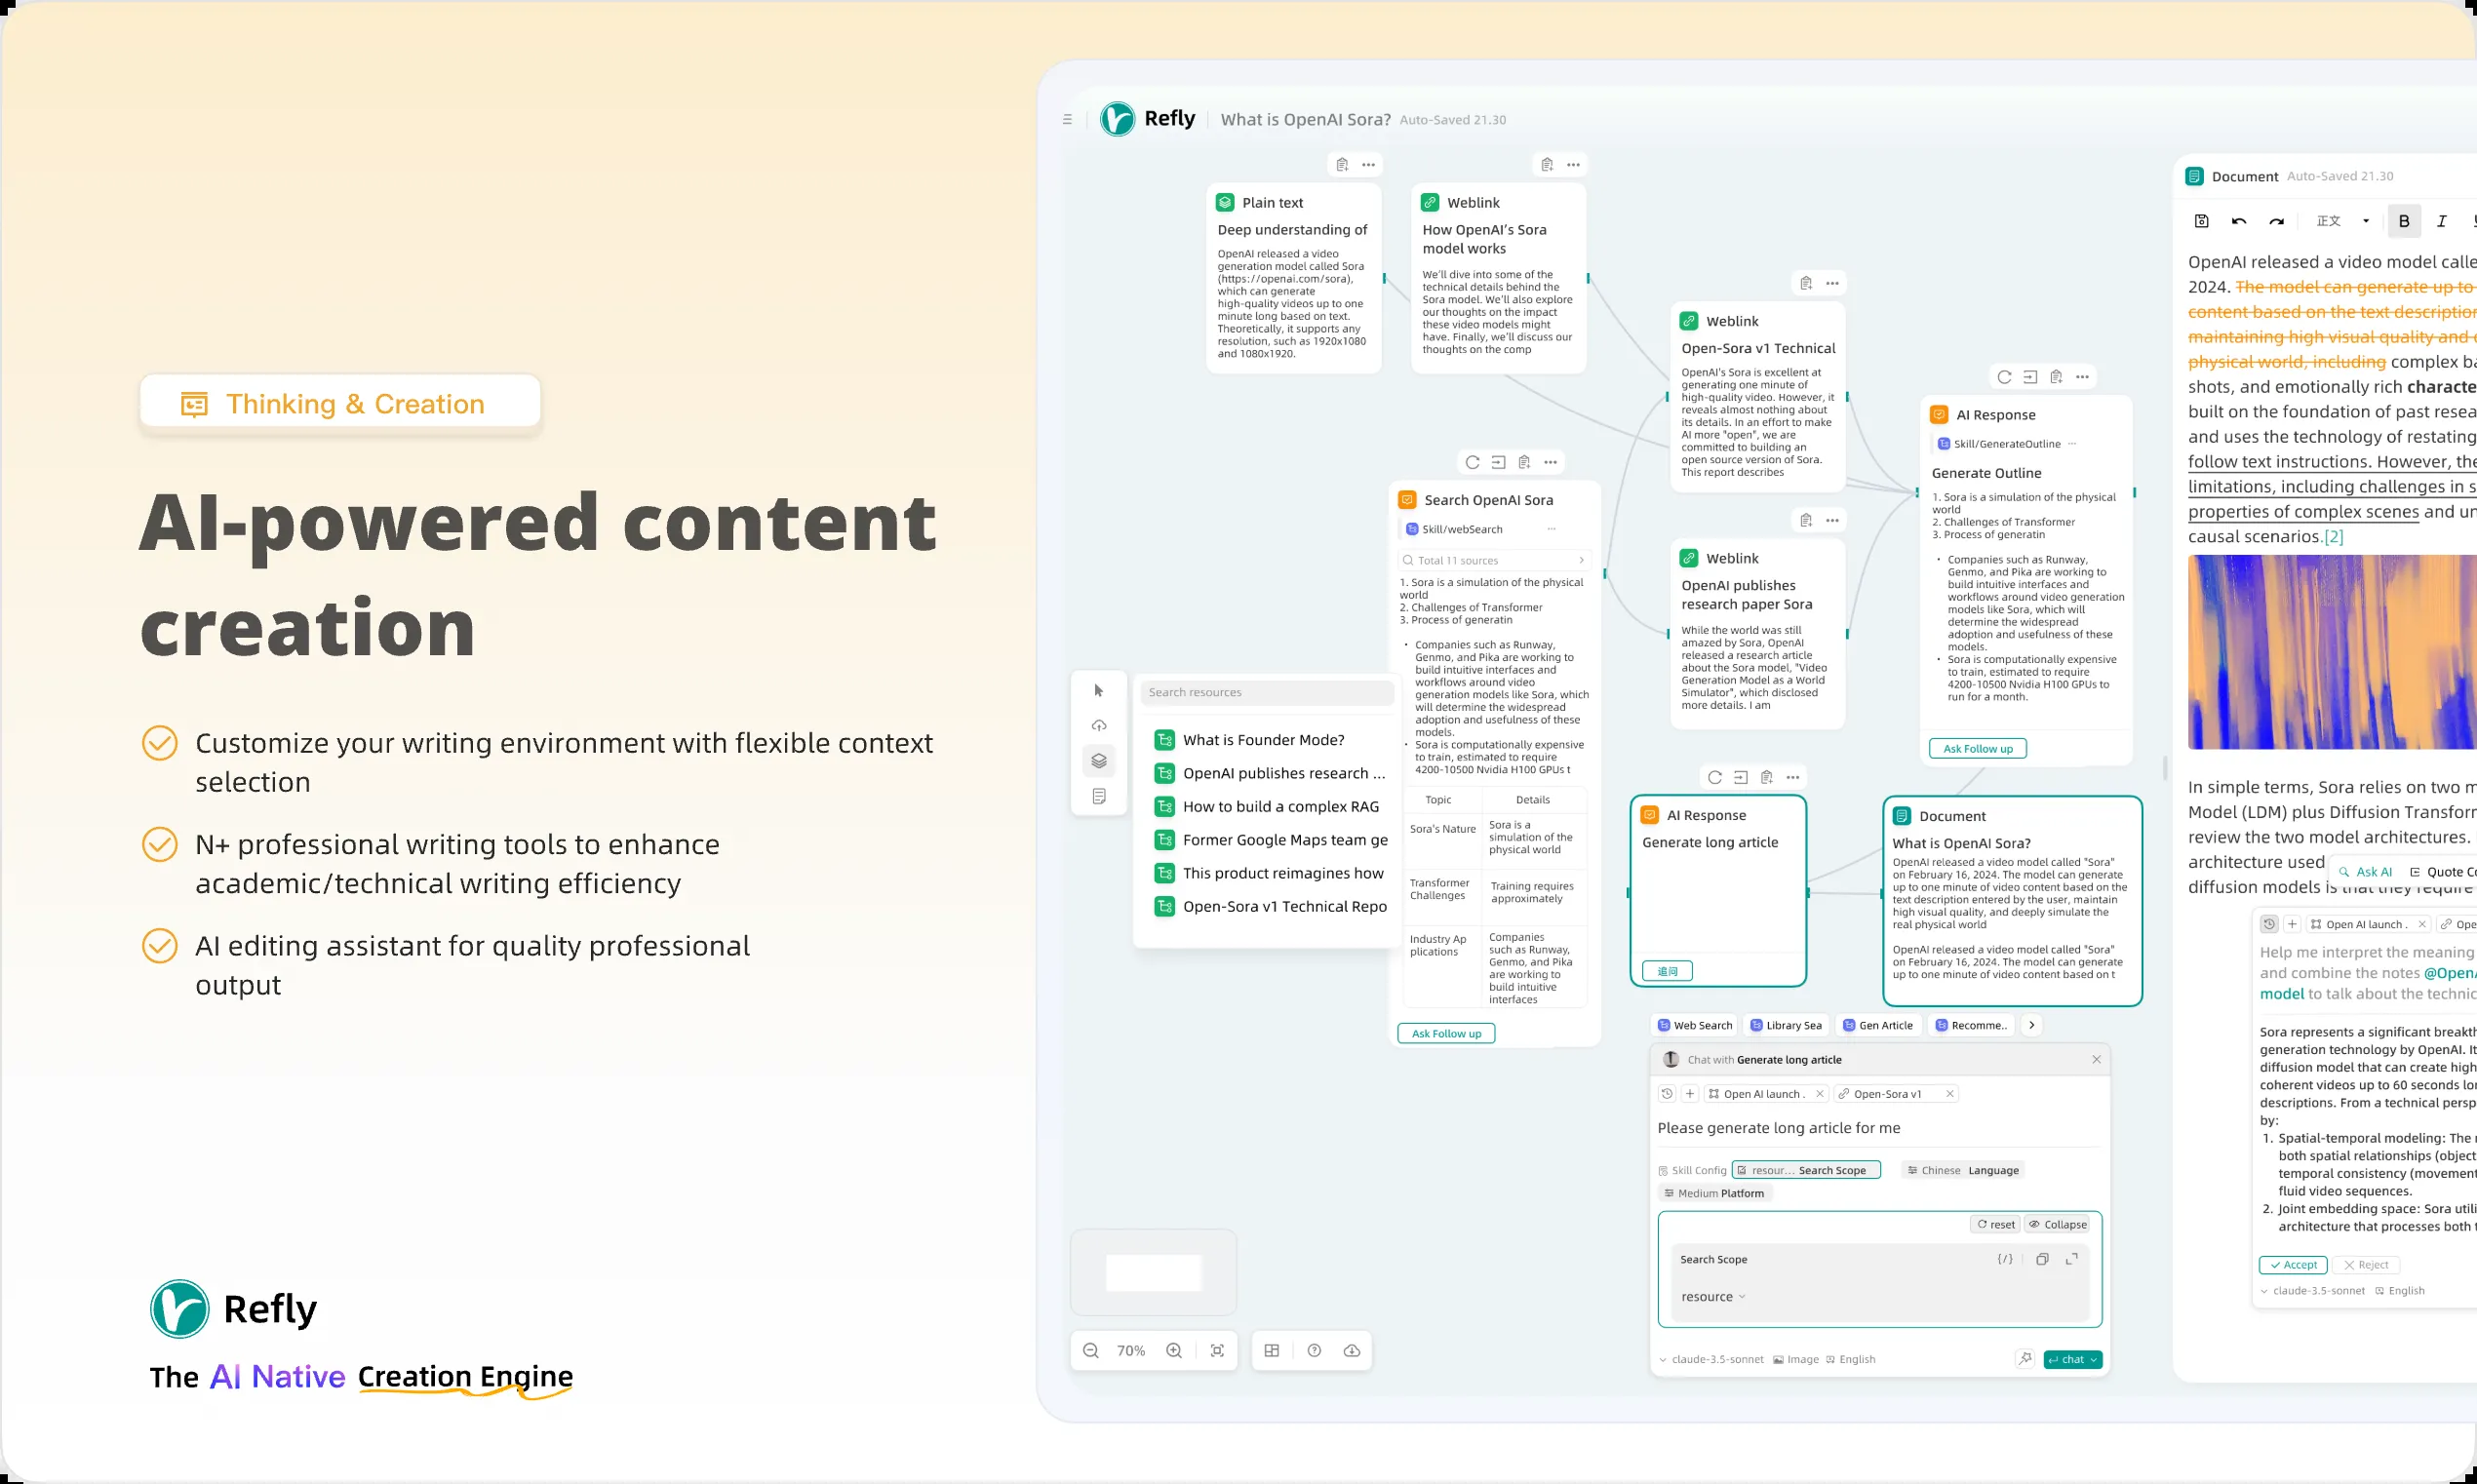 Thinking & Creation
AI-powered content
creation
Customize your writing environment with flexible context
selection
N+ professional writing tools to enhance
academic/technical writing efficiency
AI editing assistant for quality professional
output
Refly
The AI Native Creation Engine
Refly
What is OpenAI Sora? Auto-Saved 21.30
Plain text
Deep understanding of
OpenAI released a video
generation model called Sora
(https://openai.com/sora),
which can generate
high-quality videos up to one
minute long based on text.
Theoretically, it supports any
resolution, such as 1920x1080
and 1080x1920.
Weblink
How OpenAI's Sora
model works
We'll dive into some of the
technical details behind the
Sora model. We'll also explore
our thoughts on the impact
these video models might
have. Finally, we'll discuss our
thoughts on the comp
Weblink
Open-Sora v1 Technical
OpenAI's Sora is excellent at
generating one minute of
high-quality video. However, it
reveals almost nothing about
its details. In an effort to make
AI more "open", we are
committed to building an
open source version of Sora.
This report describes
Weblink
OpenAI publishes
research paper Sora
While the world was still
amazed by Sora, OpenAI
released a research article
about the Sora model, "Video
Generation Model as a World
Simulator", which disclosed
more details. I am
Search OpenAI Sora
Skill/webSearch
Total 11 sources
1. Sora is a simulation of the physical
world
2. Challenges of Transformer
3. Process of generatin
• Companies such as Runway,
Genmo, and Pika are working to
build intuitive interfaces and
workflows around video
generation models like Sora, which
will determine the widespread
adoption and usefulness of these
models.
• Sora is computationally expensive
to train, estimated to require
4200-10500 Nvidia H100 GPUs t
Topic Details
Sora's Nature
Sora is a
simulation of the
physical world
Transformer
Challenges
Training requires
approximately
Industry Ap
plications
Companies
such as Runway,
Genmo, and Pika
are working to
build intuitive
interfaces
Ask Follow up
Search resources
What is Founder Mode?
OpenAI publishes research ...
How to build a complex RAG
Former Google Maps team ge
This product reimagines how
Open-Sora v1 Technical Repo
AI Response
Skill/GenerateOutline
Generate Outline
1. Sora is a simulation of the physical
world
2. Challenges of Transformer
3. Process of generatin
• Companies such as Runway,
Genmo, and Pika are working to
build intuitive interfaces and
workflows around video generation
models like Sora, which will
determine the widespread
adoption and usefulness of these
models.
• Sora is computationally expensive
to train, estimated to require
4200-10500 Nvidia H100 GPUs to
run for a month.
Ask Follow up
AI Response
Generate long article
追问
Document
What is OpenAI Sora?
OpenAI released a video model called "Sora"
on February 16, 2024. The model can generate
up to one minute of video content based on the
text description entered by the user, maintain
high visual quality, and deeply simulate the
real physical world
OpenAI released a video model called "Sora"
on February 16, 2024. The model can generate
up to one minute of video content based on t
Web Search Library Sea Gen Article Recomme..
Chat with Generate long article
Open AI launch . Open-Sora v1
Please generate long article for me
Skill Config resour... Search Scope Chinese Language
Medium Platform
reset Collapse
Search Scope
resource
claude-3.5-sonnet Image English chat
70%
Document Auto-Saved 21.30
正文 B I
OpenAI released a video model calle
2024. The model can generate up to
content based on the text description
maintaining high visual quality and
physical world, including complex ba
shots, and emotionally rich characte
built on the foundation of past resea
and uses the technology of restating
follow text instructions. However, the
limitations, including challenges in s
properties of complex scenes and un
causal scenarios.[2]
In simple terms, Sora relies on two m
Model (LDM) plus Diffusion Transform
review the two model architectures.
architecture used
Ask AI Quote Co
diffusion models is that they require
Open AI launch . Ope
Help me interpret the meaning
and combine the notes @OpenA
model to talk about the technic
Sora represents a significant breakth
generation technology by OpenAI. It
diffusion model that can create high
coherent videos up to 60 seconds lon
descriptions. From a technical persp
by:
1. Spatial-temporal modeling: The
both spatial relationships (object
temporal consistency (movement
fluid video sequences.
2. Joint embedding space: Sora utili
architecture that processes both t
Accept Reject
claude-3.5-sonnet English